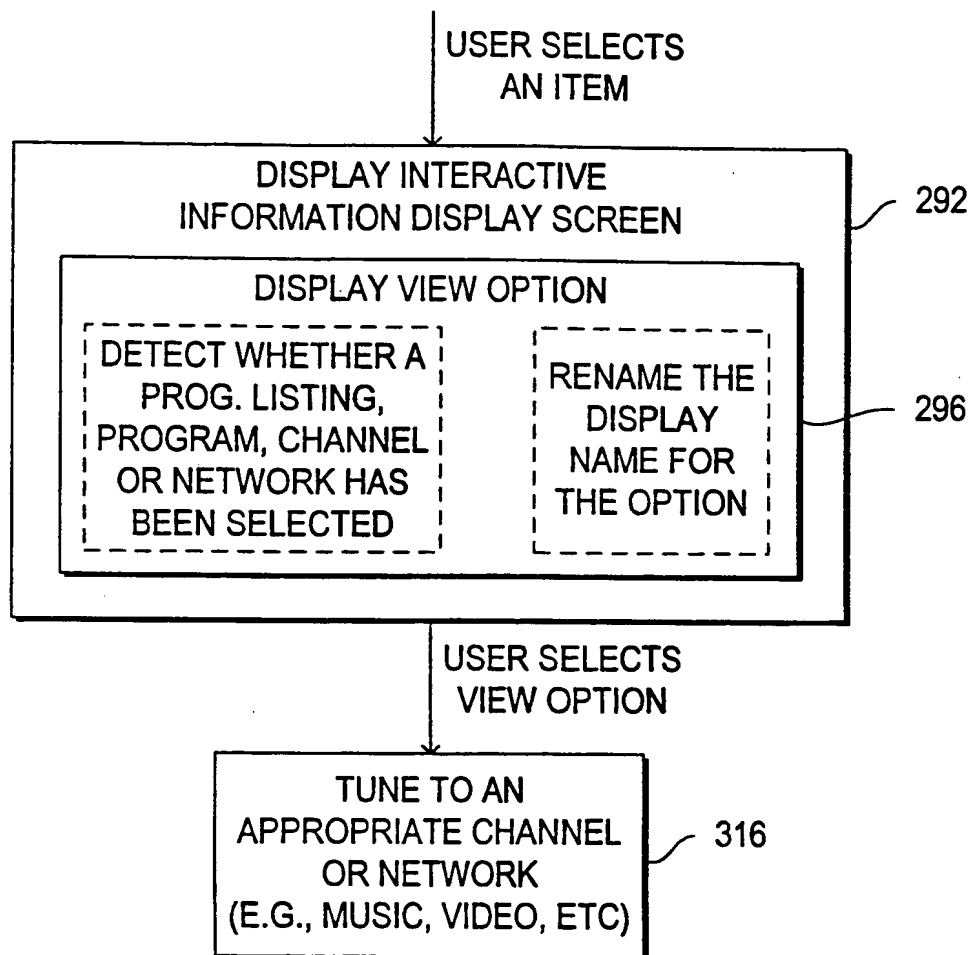 USER SELECTS
AN ITEM
DISPLAY INTERACTIVE
INFORMATION DISPLAY SCREEN
292
DISPLAY VIEW OPTION
DETECT WHETHER A
PROG. LISTING,
PROGRAM, CHANNEL
OR NETWORK HAS
BEEN SELECTED
RENAME THE
DISPLAY
NAME FOR
THE OPTION
296
USER SELECTS
VIEW OPTION
TUNE TO AN
APPROPRIATE CHANNEL
OR NETWORK
(E.G., MUSIC, VIDEO, ETC)
316